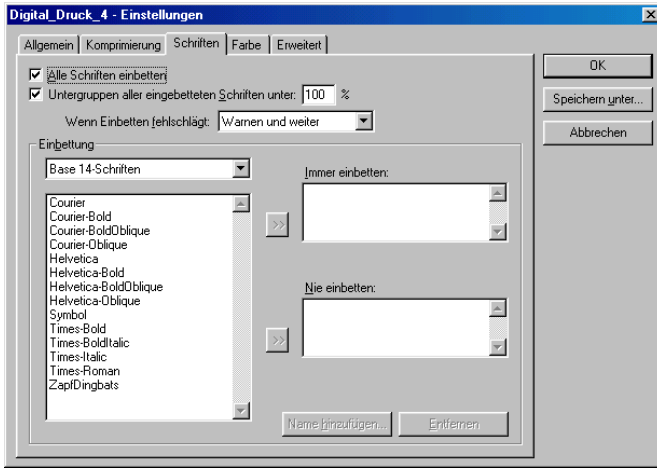 Digital_Druck_4 - Einstellungen
Allgemein Komprimierung Schriften Farbe Erweitert
Alle Schriften einbetten
Untergruppen aller eingebetteten Schriften unter: 100 %
Wenn Einbetten fehlschlägt: Warnen und weiter
Einbettung
Base 14-Schriften
Courier
Courier-Bold
Courier-BoldOblique
Courier-Oblique
Helvetica
Helvetica-Bold
Helvetica-BoldOblique
Helvetica-Oblique
Symbol
Times-Bold
Times-BoldItalic
Times-Italic
Times-Roman
ZapfDingbats
>>
Immer einbetten:
>>
Nie einbetten:
Name hinzufügen... Entfernen
OK
Speichern unter...
Abbrechen